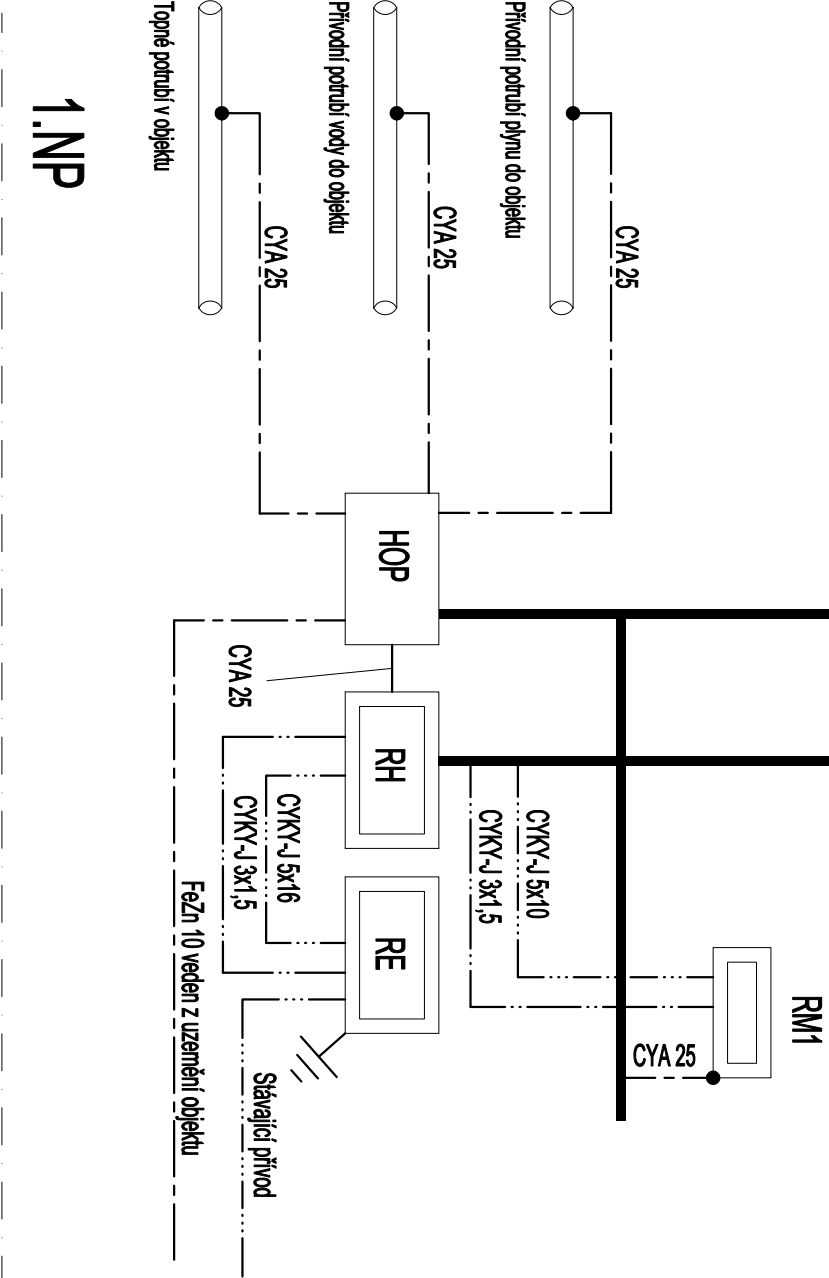 RM1
CYA 25
CYA 25
CYKY-J 5x10
Přívodní potrubí plynu do objektu
CYKY-J 3x1,5
CYA 25
HOP
RH
RE
Přívodní potrubí vody do objektu
CYA 25
CYKY-J 5x16
Stávající přívod
CYKY-J 3x1,5
CYA 25
FeZn 10 veden z uzemění objektu
Topné potrubí v objektu
1.NP